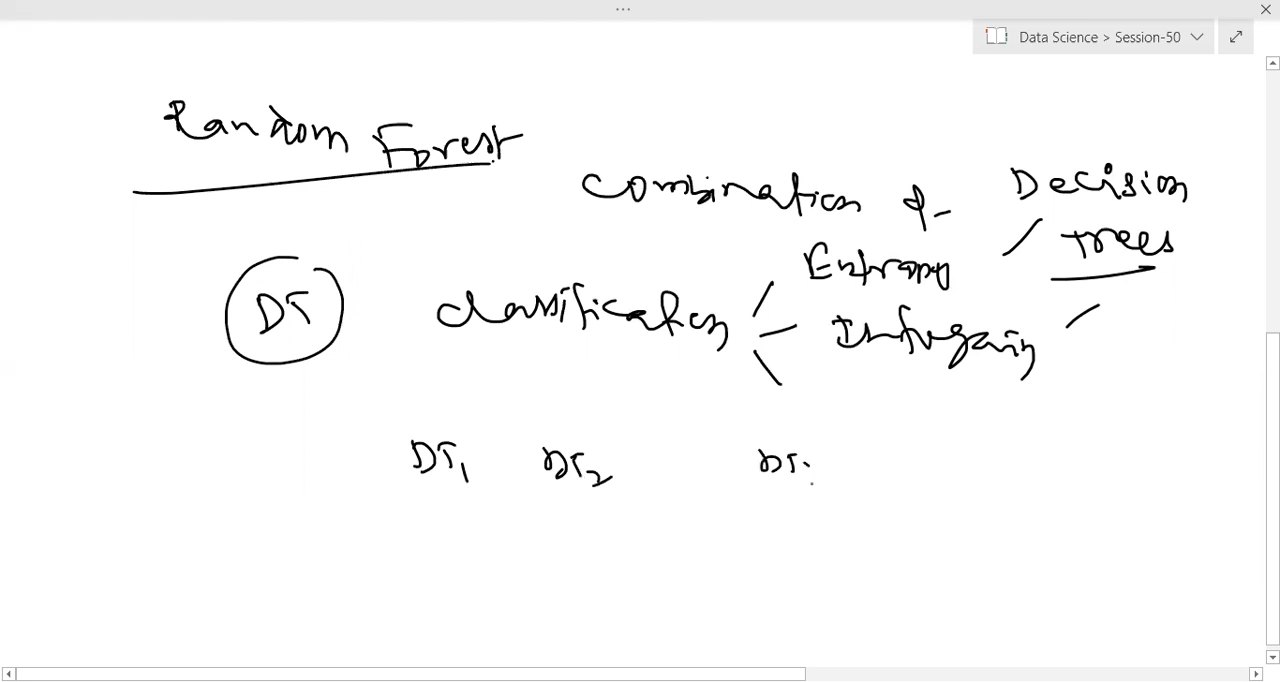 Data Science > Session-50
Random Forest
Combination of Decision trees
DT
Classification
Entropy
Infogain
DT1 DT2 DT